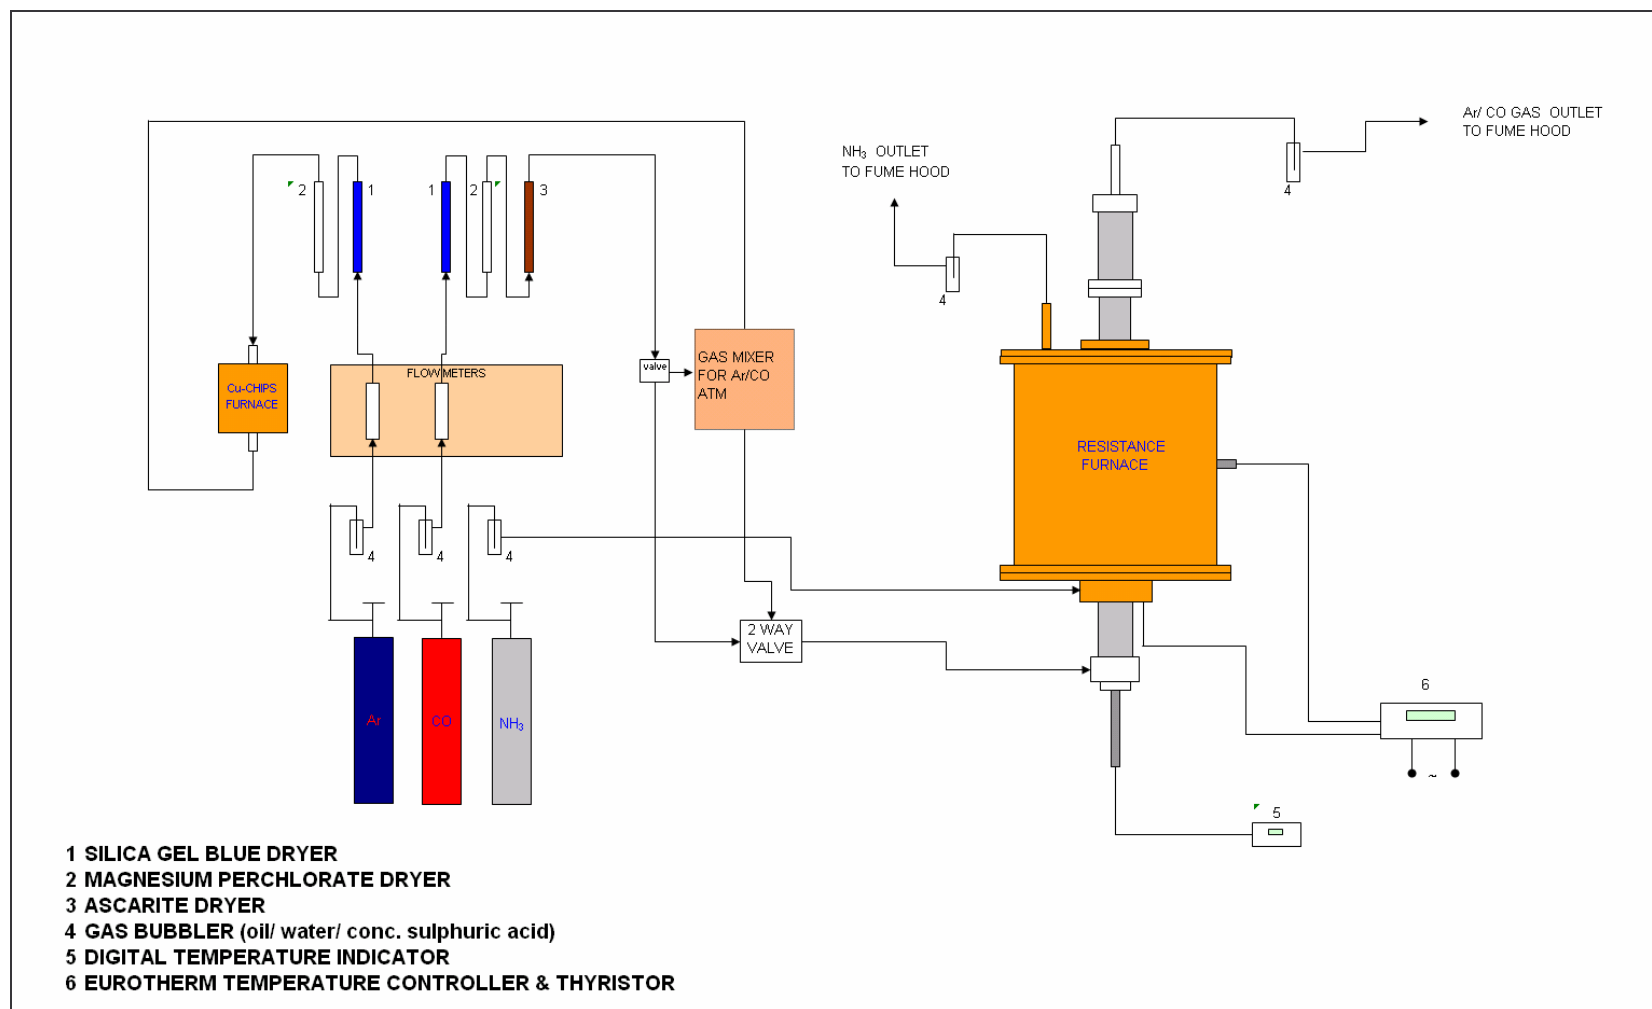 Ar/ CO GAS OUTLET
TO FUME HOOD
NH₃ OUTLET
TO FUME HOOD
4
4
2
1
1
2
3
valve
GAS MIXER
FOR Ar/CO
ATM
FLOW METERS
Cu-CHIPS
FURNACE
RESISTANCE
FURNACE
4
4
4
2 WAY
VALVE
6
Ar
CO
NH₃
~
5
1 SILICA GEL BLUE DRYER
2 MAGNESIUM PERCHLORATE DRYER
3 ASCARITE DRYER
4 GAS BUBBLER (oil/ water/ conc. sulphuric acid)
5 DIGITAL TEMPERATURE INDICATOR
6 EUROTHERM TEMPERATURE CONTROLLER & THYRISTOR